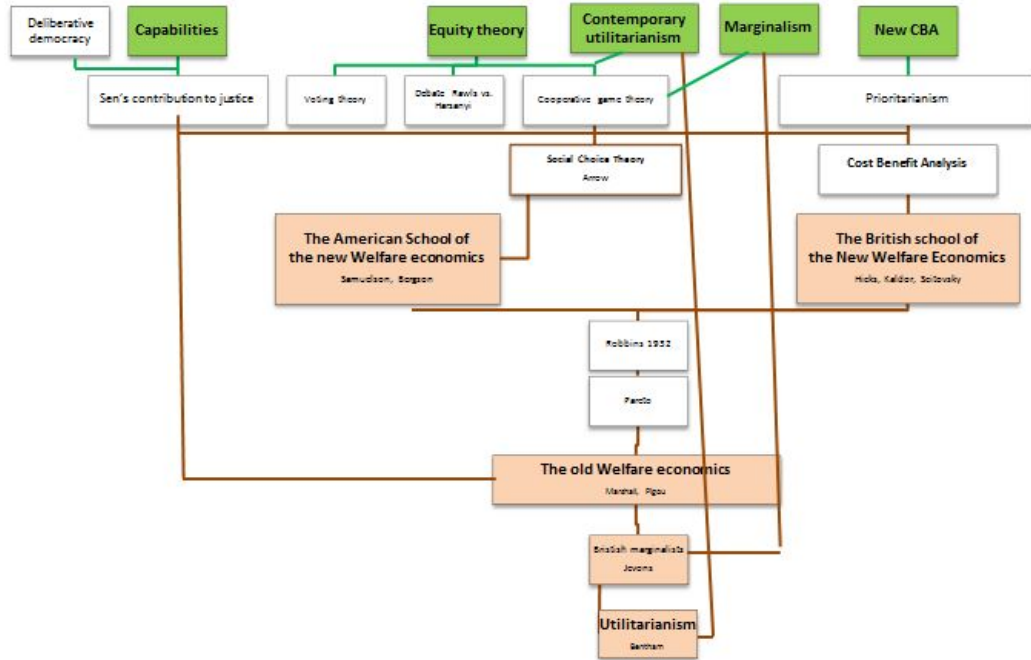 Deliberative
democracy
Capabilities
Equity theory
Contemporary
utilitarianism
Marginalism
New CBA
Sen's contribution to justice
Voting theory
Debate Rawls vs.
Harsanyi
Cooperative game theory
Prioritarianism
Social Choice Theory
Arrow
Cost Benefit Analysis
The American School of
the new Welfare economics
Samuelson, Bergson
The British school of
the New Welfare Economics
Hicks, Kaldor, Scitovsky
Robbins 1932
Pareto
The old Welfare economics
Marshall, Pigou
Jevons
Utilitarianism
Bentham